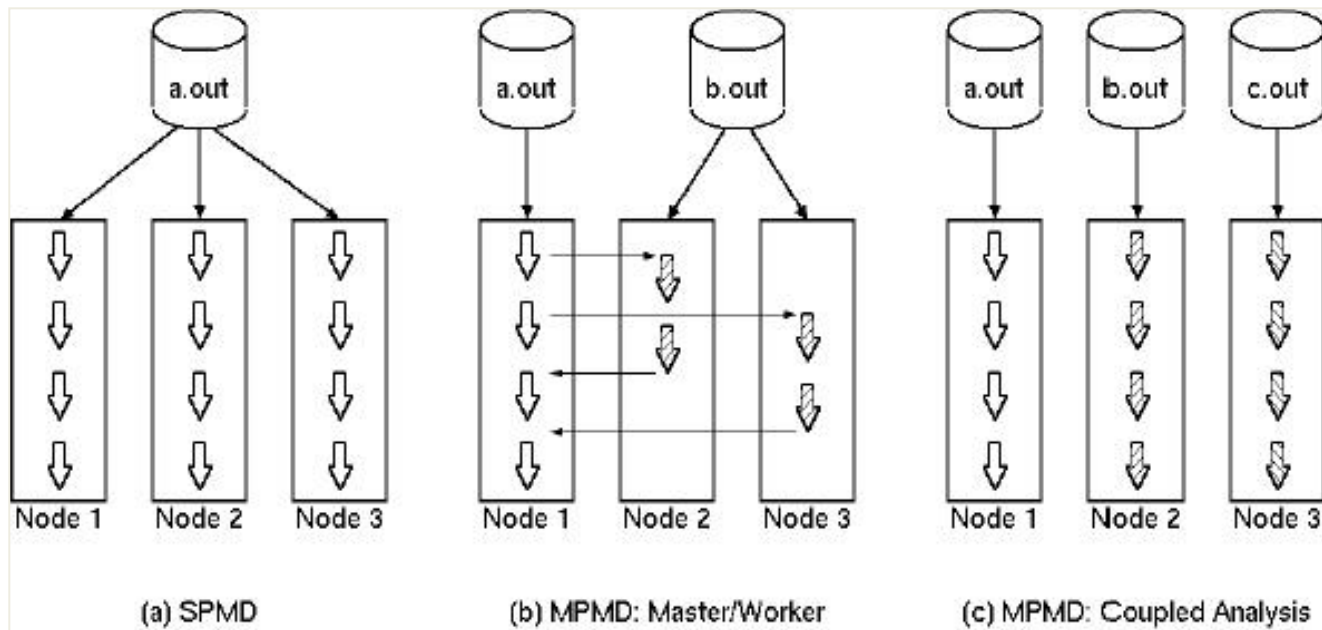 a.out
a.out
b.out
a.out
b.out
c.out
Node 1
Node 2
Node 3
Node 1
Node 2
Node 3
Node 1
Node 2
Node 3
(a) SPMD
(b) MPMD: Master/Worker
(c) MPMD: Coupled Analysis